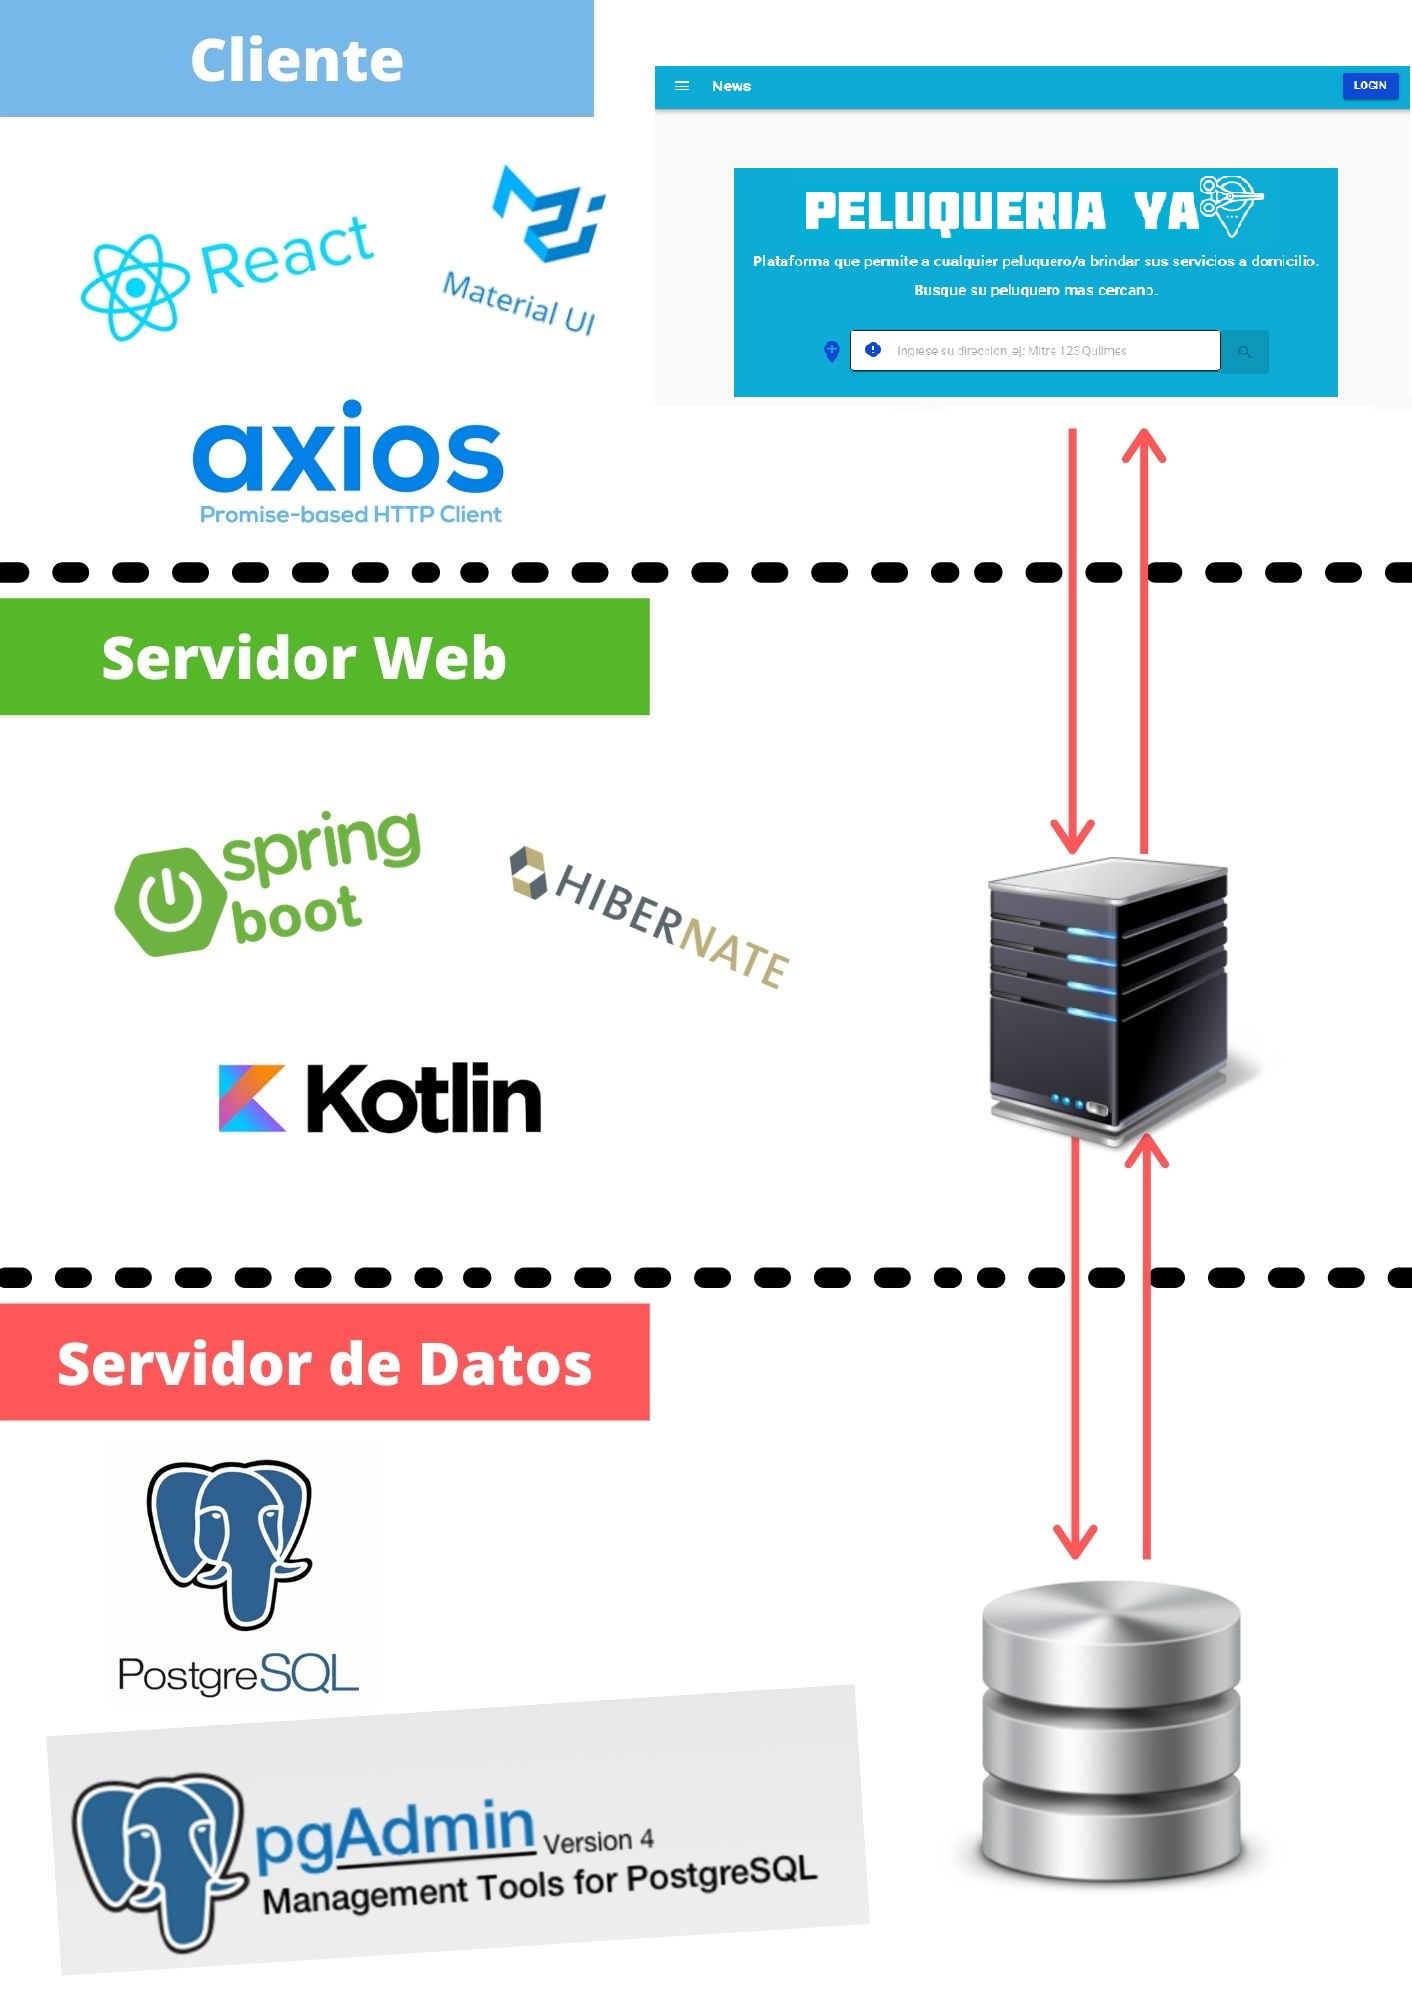 Cliente
News
LOGIN
PELUQUERIA YA
Plataforma que permite a cualquier peluquero/a brindar sus servicios a domicilio.
Busque su peluquero mas cercano.
Ingrese su direccion, ej: Mitre 123 Quilmes
React
Material UI
axios
Promise-based HTTP Client
Servidor Web
spring
boot
HIBERNATE
Kotlin
Servidor de Datos
PostgreSQL
pgAdmin Version 4
Management Tools for PostgreSQL